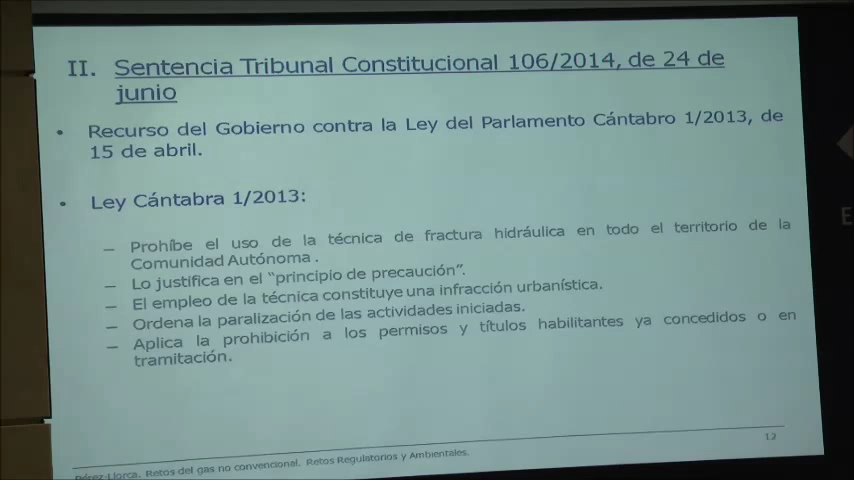 II. Sentencia Tribunal Constitucional 106/2014, de 24 de
junio
• Recurso del Gobierno contra la Ley del Parlamento Cántabro 1/2013, de
15 de abril.
• Ley Cántabra 1/2013:
– Prohíbe el uso de la técnica de fractura hidráulica en todo el territorio de la
Comunidad Autónoma .
– Lo justifica en el “principio de precaución”.
– El empleo de la técnica constituye una infracción urbanística.
– Ordena la paralización de las actividades iniciadas.
– Aplica la prohibición a los permisos y títulos habilitantes ya concedidos o en
tramitación.
12
Pérez-Llorca. Retos del gas no convencional. Retos Regulatorios y Ambientales.
E